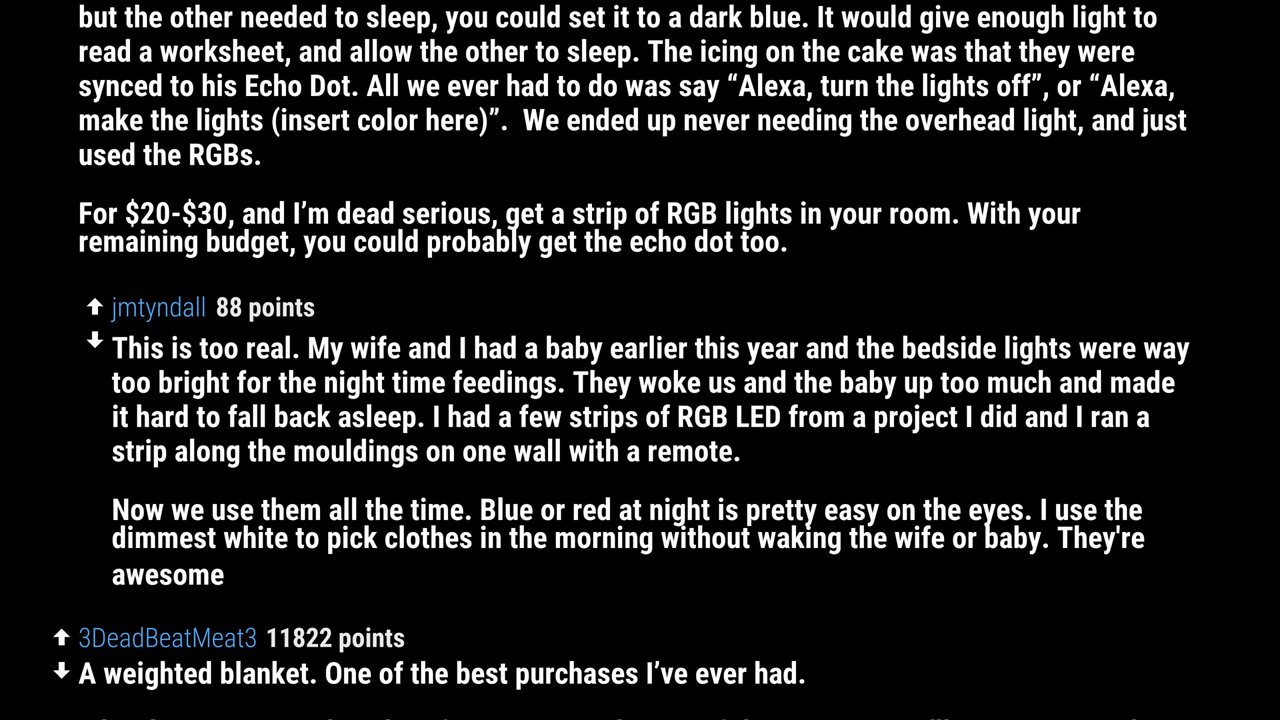 but the other needed to sleep, you could set it to a dark blue. It would give enough light to
read a worksheet, and allow the other to sleep. The icing on the cake was that they were
synced to his Echo Dot. All we ever had to do was say “Alexa, turn the lights off”, or “Alexa,
make the lights (insert color here)”.  We ended up never needing the overhead light, and just
used the RGBs.
For $20-$30, and I’m dead serious, get a strip of RGB lights in your room. With your
remaining budget, you could probably get the echo dot too.
jmtyndall 88 points
This is too real. My wife and I had a baby earlier this year and the bedside lights were way
too bright for the night time feedings. They woke us and the baby up too much and made
it hard to fall back asleep. I had a few strips of RGB LED from a project I did and I ran a
strip along the mouldings on one wall with a remote.
Now we use them all the time. Blue or red at night is pretty easy on the eyes. I use the
dimmest white to pick clothes in the morning without waking the wife or baby. They're
awesome
3DeadBeatMeat3 11822 points
A weighted blanket. One of the best purchases I’ve ever had.